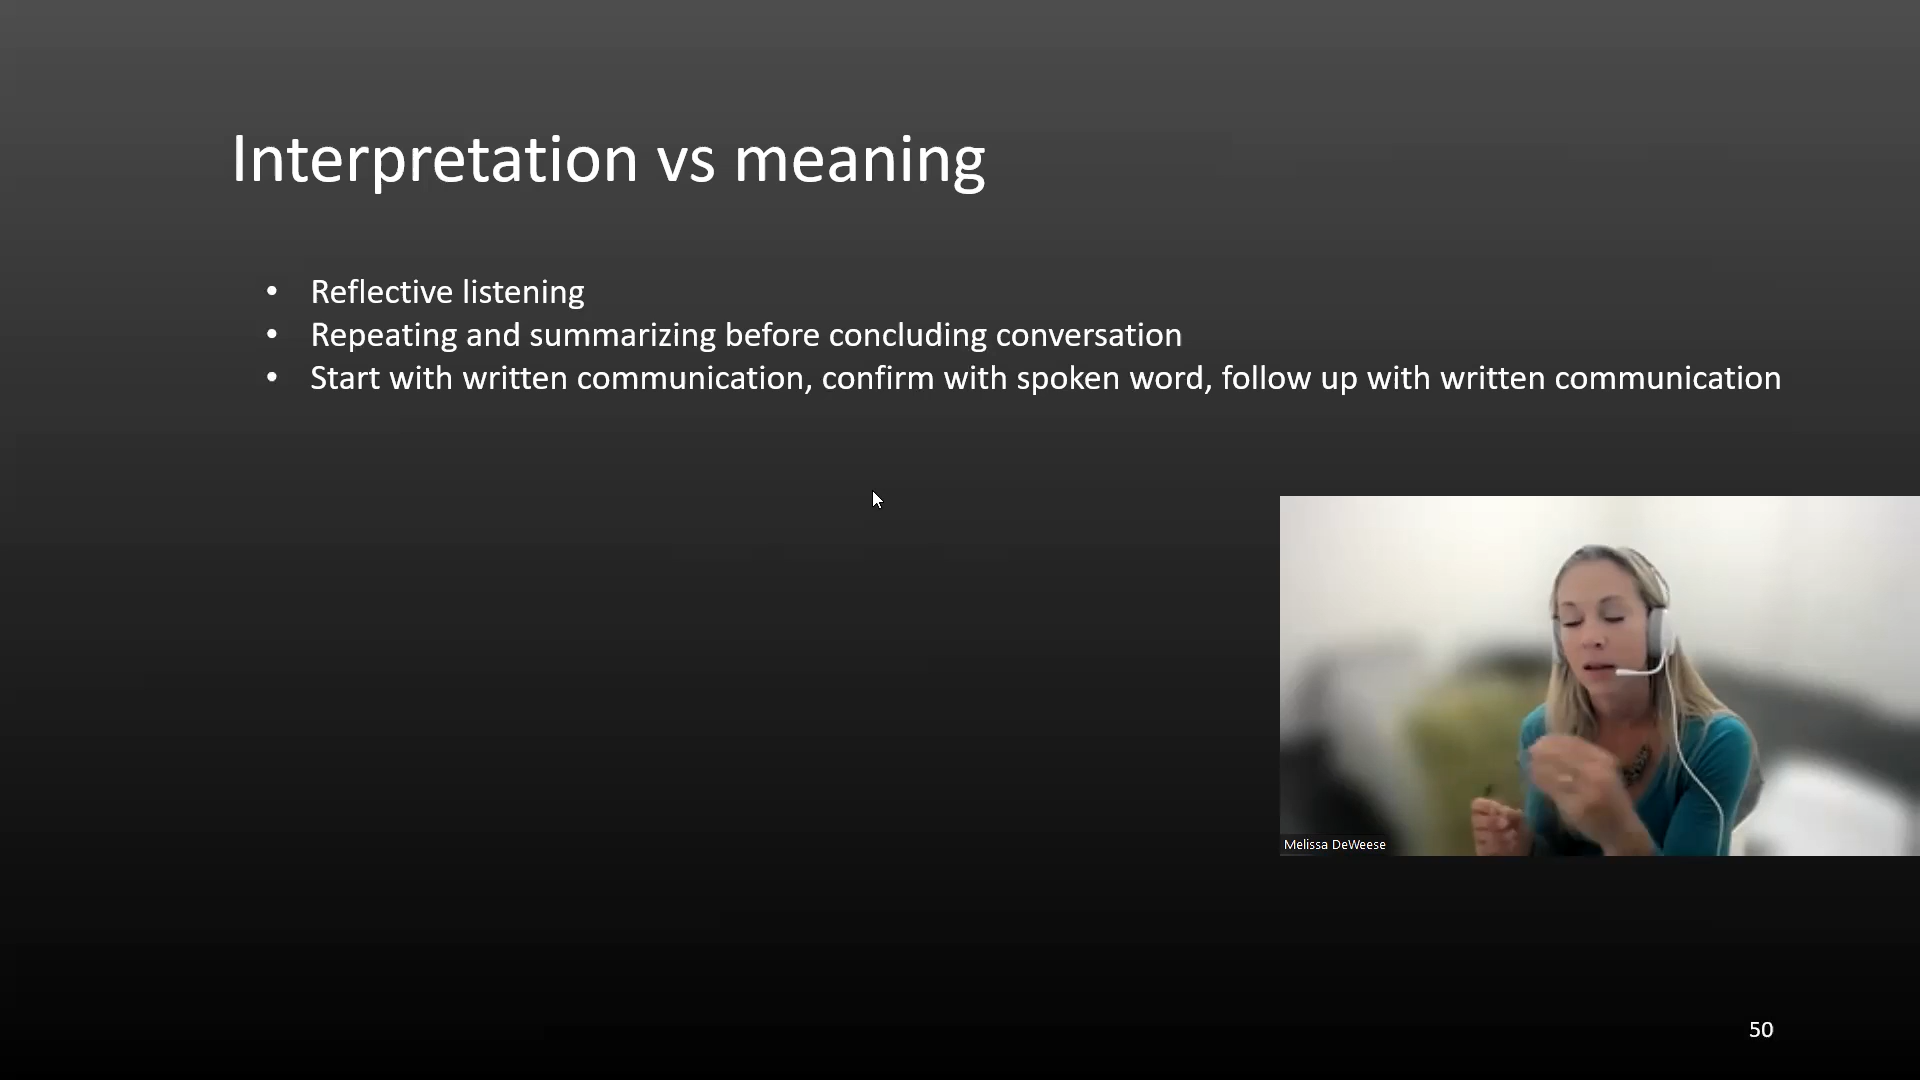 Interpretation vs meaning
• Reflective listening
• Repeating and summarizing before concluding conversation
• Start with written communication, confirm with spoken word, follow up with written communication
Melissa DeWeese
50